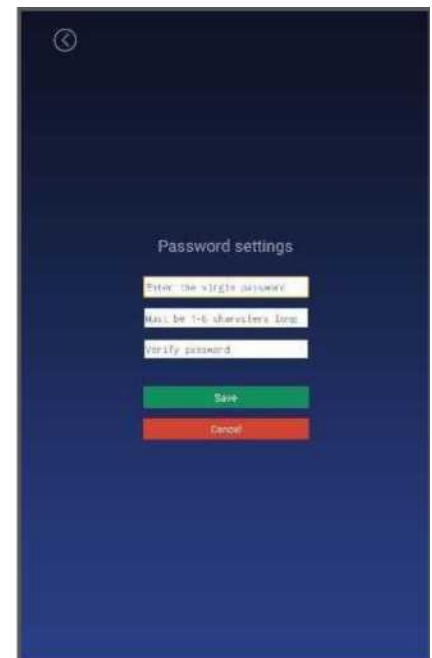 Password settings
Enter the virgin password
Must be 1-6 characters long
Verify password
Save
Cancel